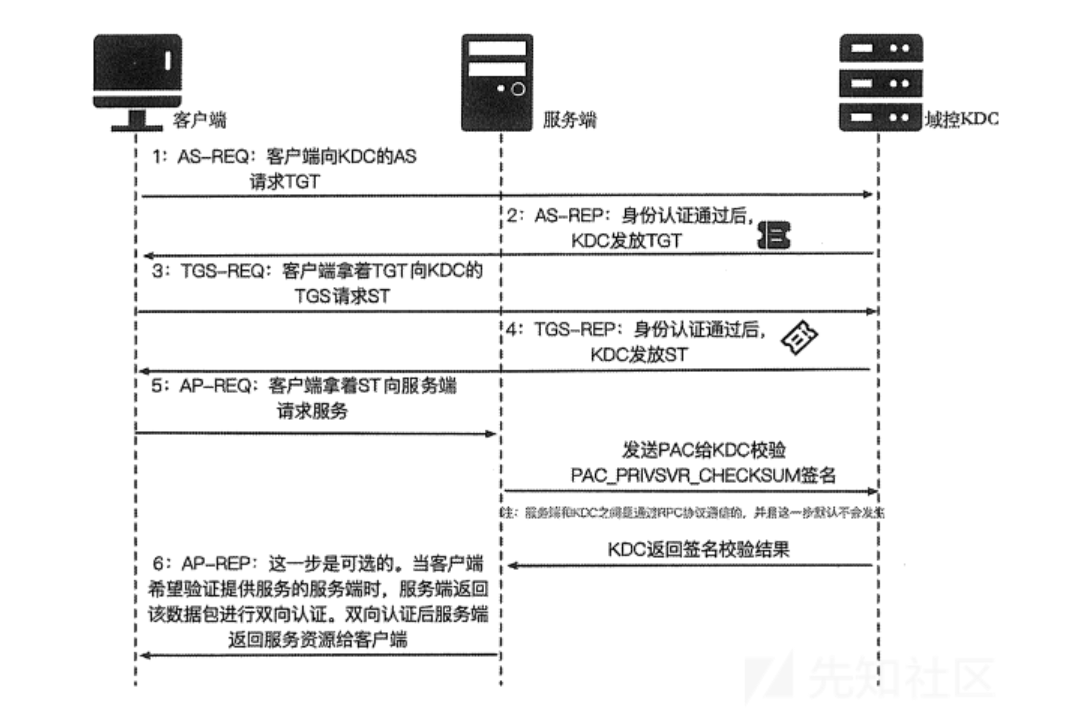 客户端
服务端
域控KDC
1：AS-REQ：客户端向KDC的AS
请求TGT
2：AS-REP：身份认证通过后，
KDC发放TGT
3：TGS-REQ：客户端拿着TGT向KDC的
TGS请求ST
4：TGS-REP：身份认证通过后，
KDC发放ST
5：AP-REQ：客户端拿着ST向服务端
请求服务
发送PAC给KDC校验
PAC_PRIVSVR_CHECKSUM签名
注：服务端和KDC之间是通过RPC协议通信的，并且这一步默认不会发生
KDC返回签名校验结果
6：AP-REP：这一步是可选的。当客户端
希望验证提供服务的服务端时，服务端返回
该数据包进行双向认证。双向认证后服务端
返回服务资源给客户端
先知社区